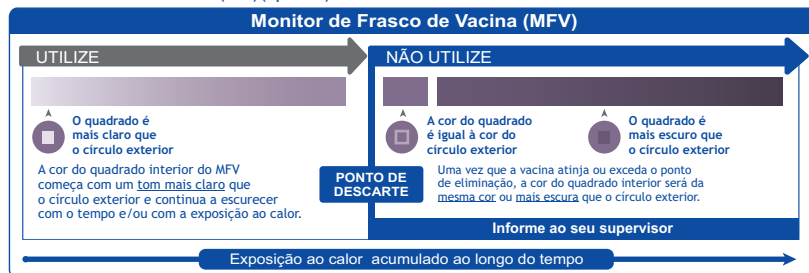 Monitor de Frasco de Vacina (MFV)
UTILIZE
O quadrado é
mais claro que
o círculo exterior
A cor do quadrado interior do MFV
começa com um tom mais claro que
o círculo exterior e continua a escurecer
com o tempo e/ou com a exposição ao calor.
PONTO DE
DESCARTE
NÃO UTILIZE
A cor do quadrado
é igual à cor do
círculo exterior
O quadrado é
mais escuro que
o círculo exterior
Uma vez que a vacina atinja ou exceda o ponto
de eliminação, a cor do quadrado interior será da
mesma cor ou mais escura que o círculo exterior.
Informe ao seu supervisor
Exposição ao calor acumulado ao longo do tempo